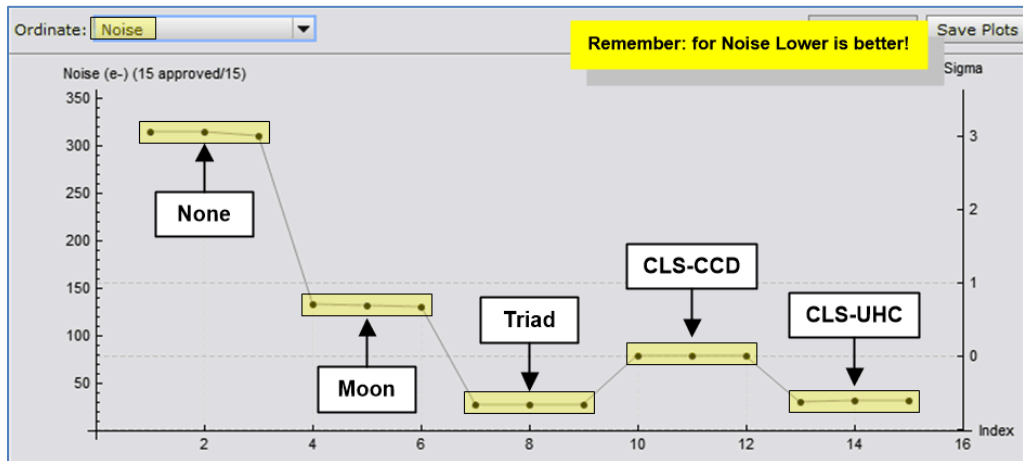 Ordinate: Noise
Remember: for Noise Lower is better!
Save Plots
Noise (e-) (15 approved/15)
Sigma
350
300
250
200
150
100
50
3
2
1
0
None
Moon
Triad
CLS-CCD
CLS-UHC
2
4
6
8
10
12
14
16
Index